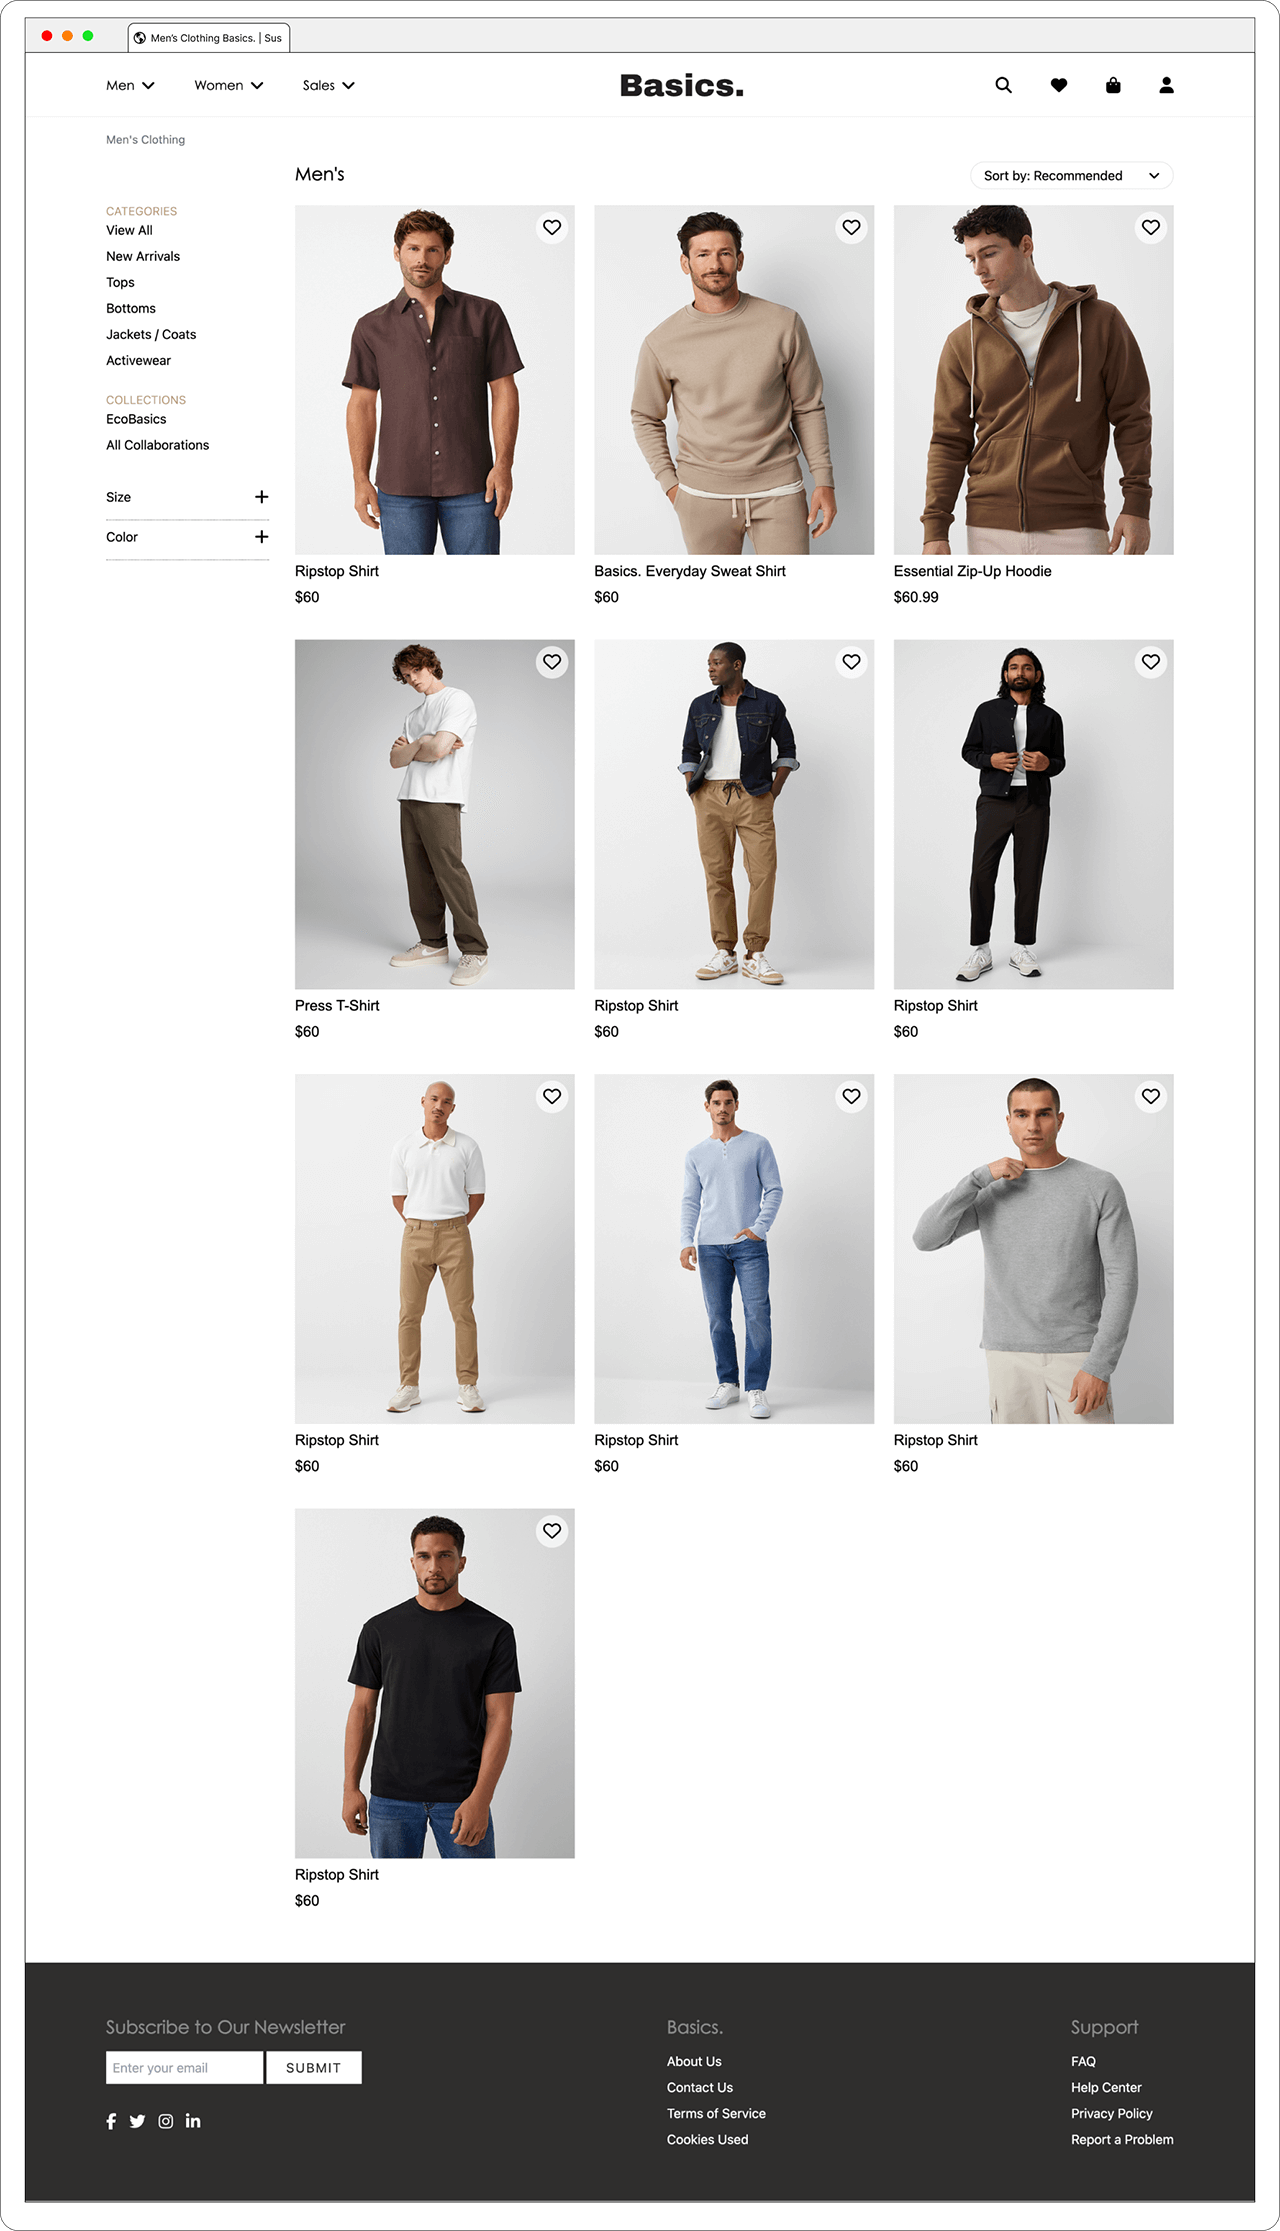 Men's Clothing Basics. | Sus
Men
Women
Sales
Basics.
Men's Clothing
Men's
Sort by: Recommended
CATEGORIES
View All
New Arrivals
Tops
Bottoms
Jackets / Coats
Activewear
COLLECTIONS
EcoBasics
All Collaborations
Size
Color
Ripstop Shirt
$60
Basics. Everyday Sweat Shirt
$60
Essential Zip-Up Hoodie
$60.99
Press T-Shirt
$60
Ripstop Shirt
$60
Ripstop Shirt
$60
Ripstop Shirt
$60
Ripstop Shirt
$60
Ripstop Shirt
$60
Ripstop Shirt
$60
Subscribe to Our Newsletter
Enter your email
SUBMIT
Basics.
About Us
Contact Us
Terms of Service
Cookies Used
Support
FAQ
Help Center
Privacy Policy
Report a Problem